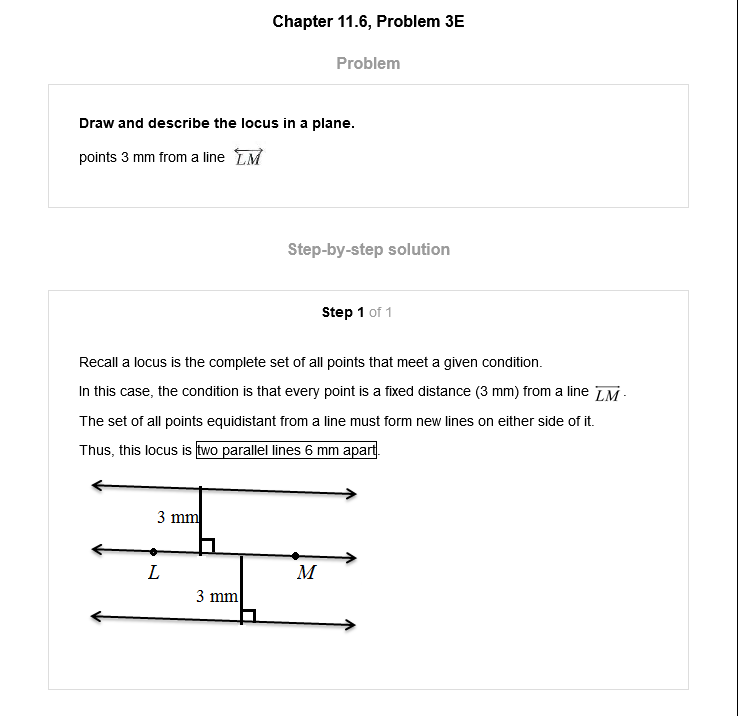 Chapter 11.6, Problem 3E
Problem
Draw and describe the locus in a plane.
points 3 mm from a line LM
Step-by-step solution
Step 1 of 1
Recall a locus is the complete set of all points that meet a given condition.
In this case, the condition is that every point is a fixed distance (3 mm) from a line LM.
The set of all points equidistant from a line must form new lines on either side of it.
Thus, this locus is two parallel lines 6 mm apart.
3 mm
L M
3 mm